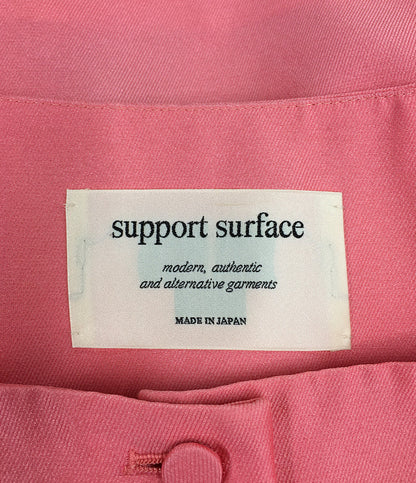 support surface
modern, authentic
and alternative garments
MADE IN JAPAN